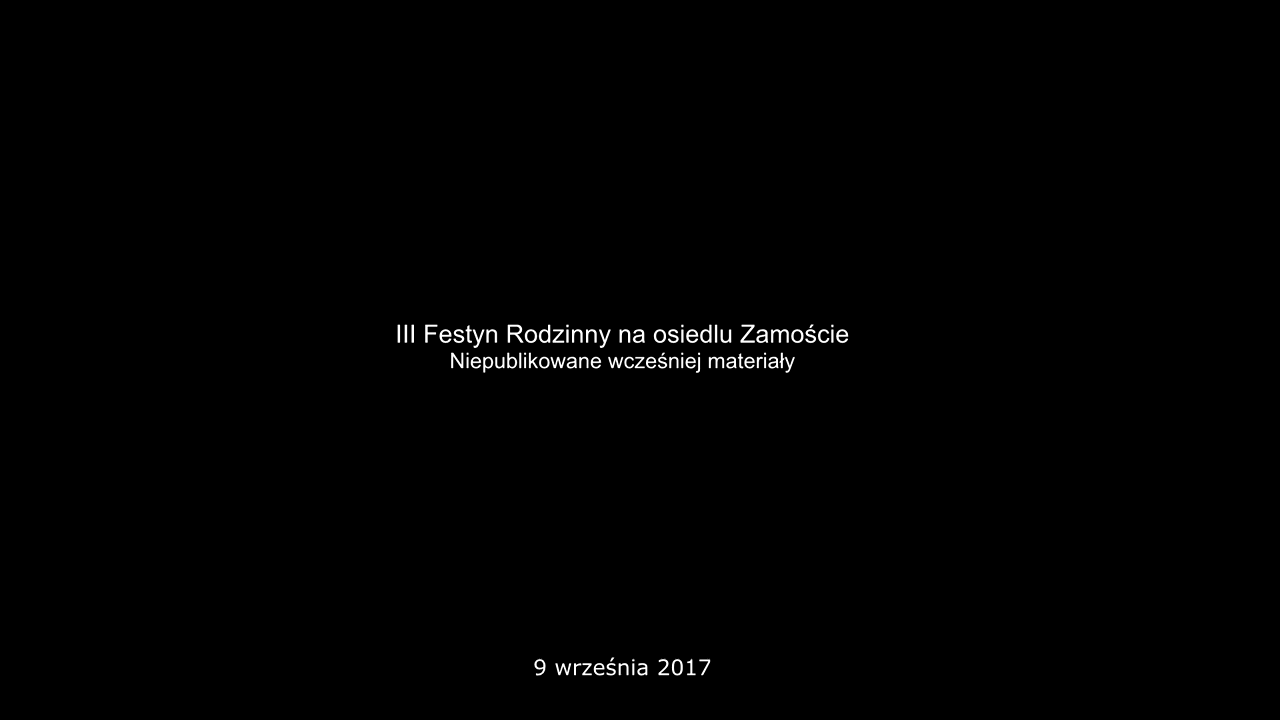 III Festyn Rodzinny na osiedlu Zamoście
Niepublikowane wcześniej materiały
9 września 2017